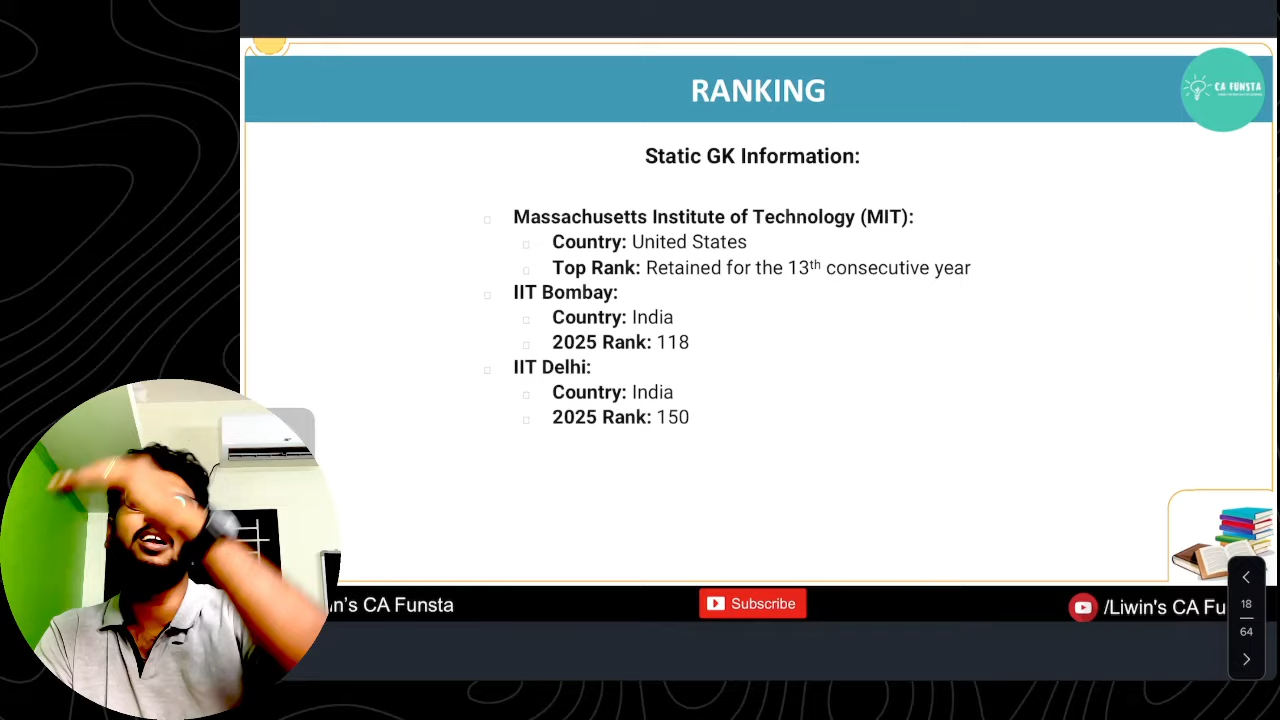 RANKING
CA FUNSTA
Static GK Information:
Massachusetts Institute of Technology (MIT):
Country: United States
Top Rank: Retained for the 13th consecutive year
IIT Bombay:
Country: India
2025 Rank: 118
IIT Delhi:
Country: India
2025 Rank: 150
in's CA Funsta
Subscribe
/Liwin's CA Fu
18
64